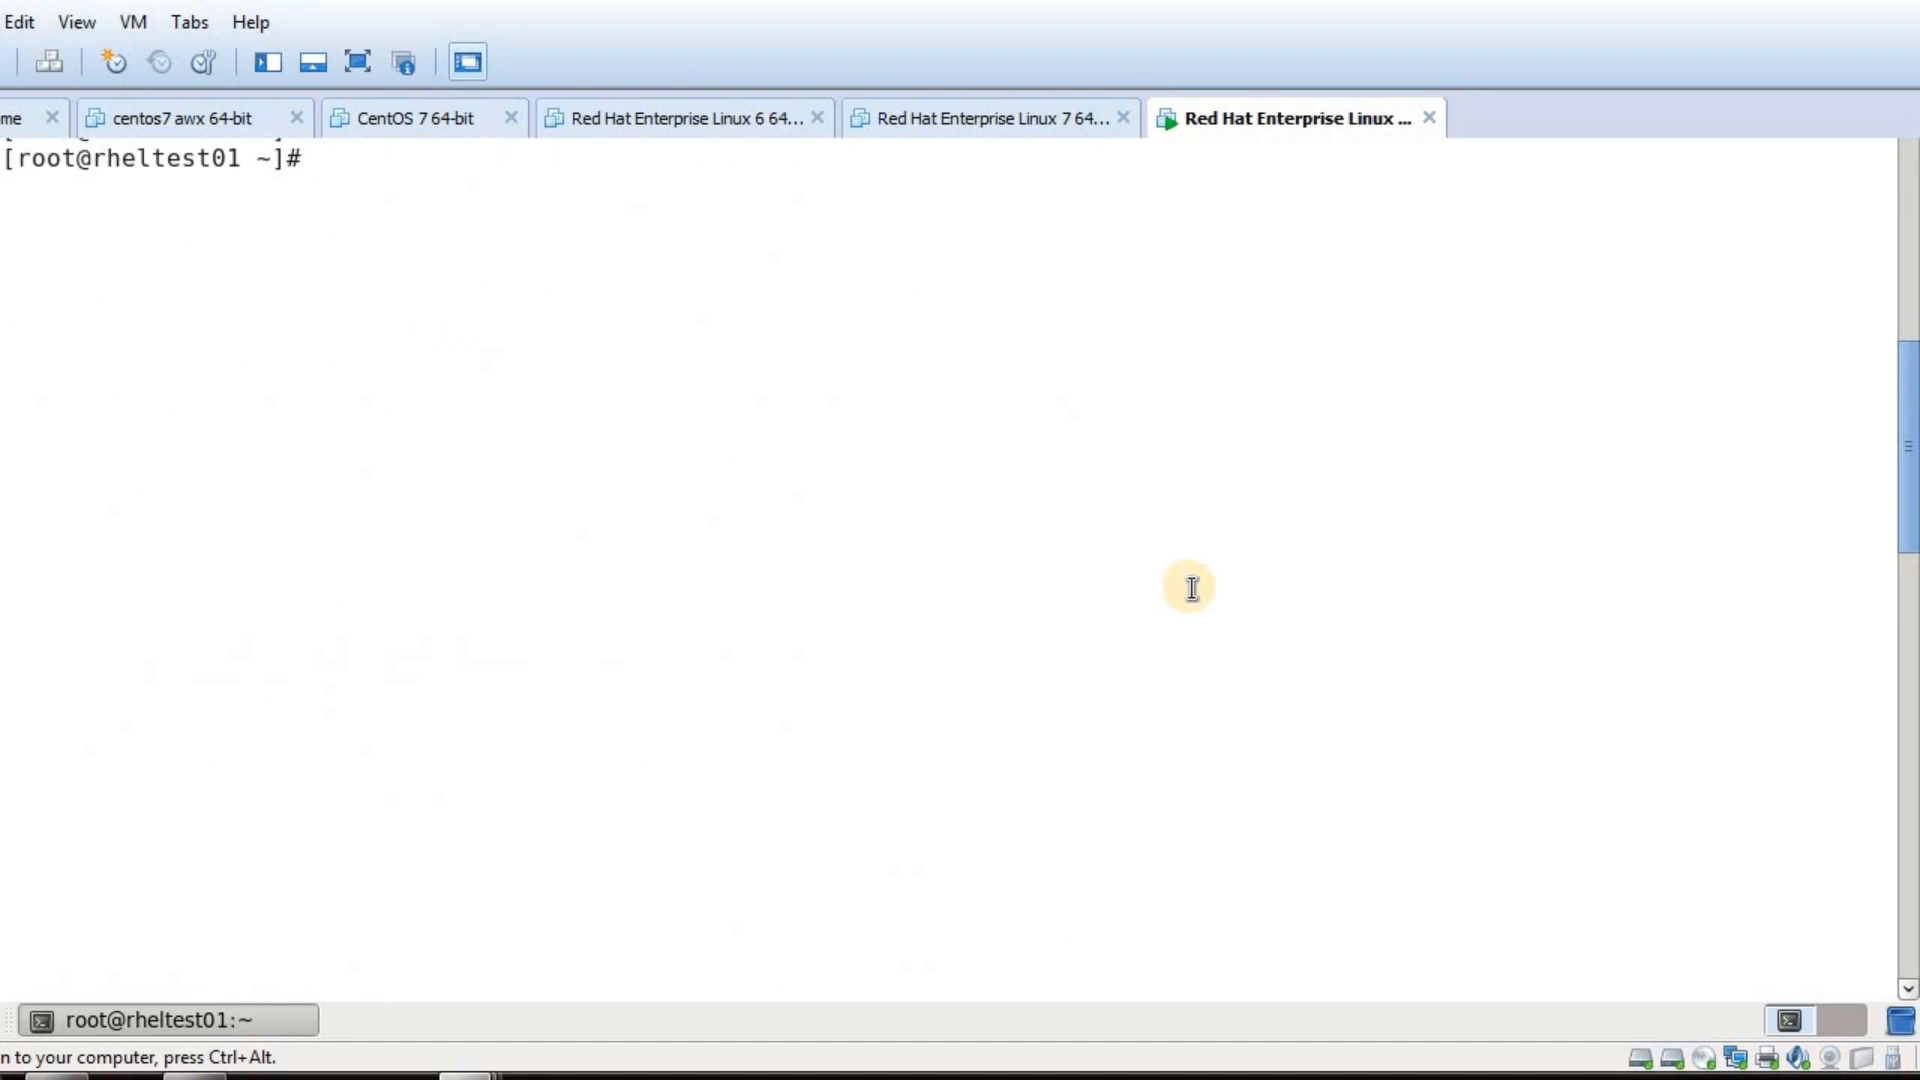 Edit View VM Tabs Help
me centos7 awx 64-bit CentOS 7 64-bit Red Hat Enterprise Linux 6 64... Red Hat Enterprise Linux 7 64... Red Hat Enterprise Linux ...
[root@rheltest01 ~]#
root@rheltest01:~
n to your computer, press Ctrl+Alt.